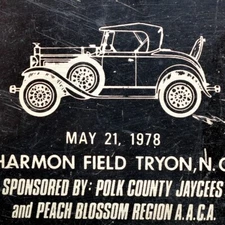 MAY 21, 1978
HARMON FIELD TRYON, N.C
SPONSORED BY: POLK COUNTY JAYCEES
and PEACH BLOSSOM REGION A.A.C.A.